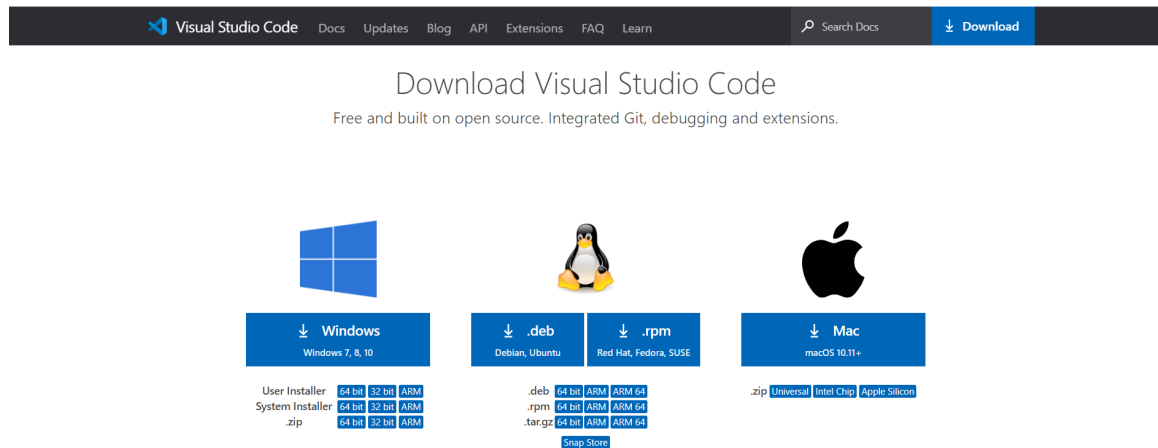 Visual Studio Code Docs Updates Blog API Extensions FAQ Learn Search Docs Download
Download Visual Studio Code
Free and built on open source. Integrated Git, debugging and extensions.
Windows
Windows 7, 8, 10
User Installer 64 bit 32 bit ARM
System Installer 64 bit 32 bit ARM
.zip 64 bit 32 bit ARM
.deb
Debian, Ubuntu
.rpm
Red Hat, Fedora, SUSE
.deb 64 bit ARM ARM 64
.rpm 64 bit ARM ARM 64
.tar.gz 64 bit ARM ARM 64
Snap Store
Mac
macOS 10.11+
.zip Universal Intel Chip Apple Silicon